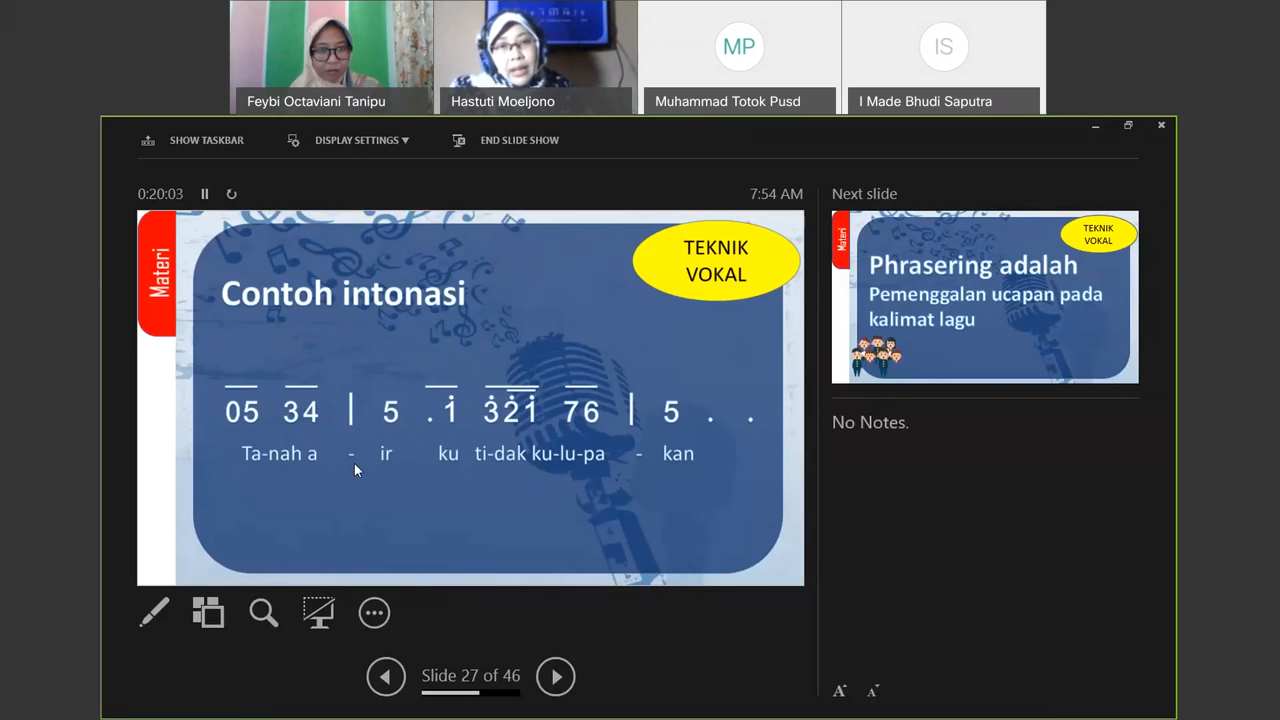 MP
IS
Feybi Octaviani Tanipu
Hastuti Moeljono
Muhammad Totok Pusd
I Made Bhudi Saputra
SHOW TASKBAR
DISPLAY SETTINGS ▼
END SLIDE SHOW
0:20:03
7:54 AM
Next slide
Materi
TEKNIK
VOKAL
Contoh intonasi
05 34 | 5 . 1̇ 3̇2̇1̇ 76 | 5 . .
Ta-nah a - ir ku ti-dak ku-lu-pa - kan
Materi
TEKNIK
VOKAL
Phrasering adalah
Pemenggalan ucapan pada
kalimat lagu
No Notes.
Slide 27 of 46
A A